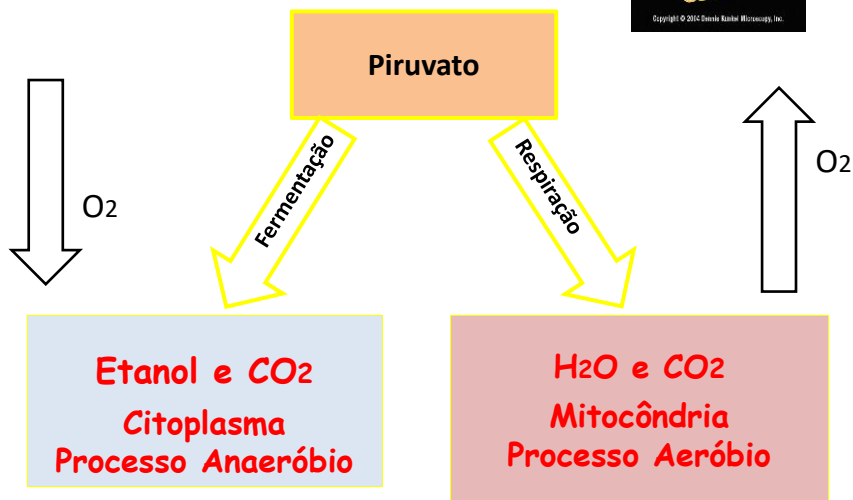 Copyright © 2004 Dennis Kunkel Microscopy, Inc.
Piruvato
Fermentação
Respiração
O2
O2
Etanol e CO2
Citoplasma
Processo Anaeróbio
H2O e CO2
Mitocôndria
Processo Aeróbio